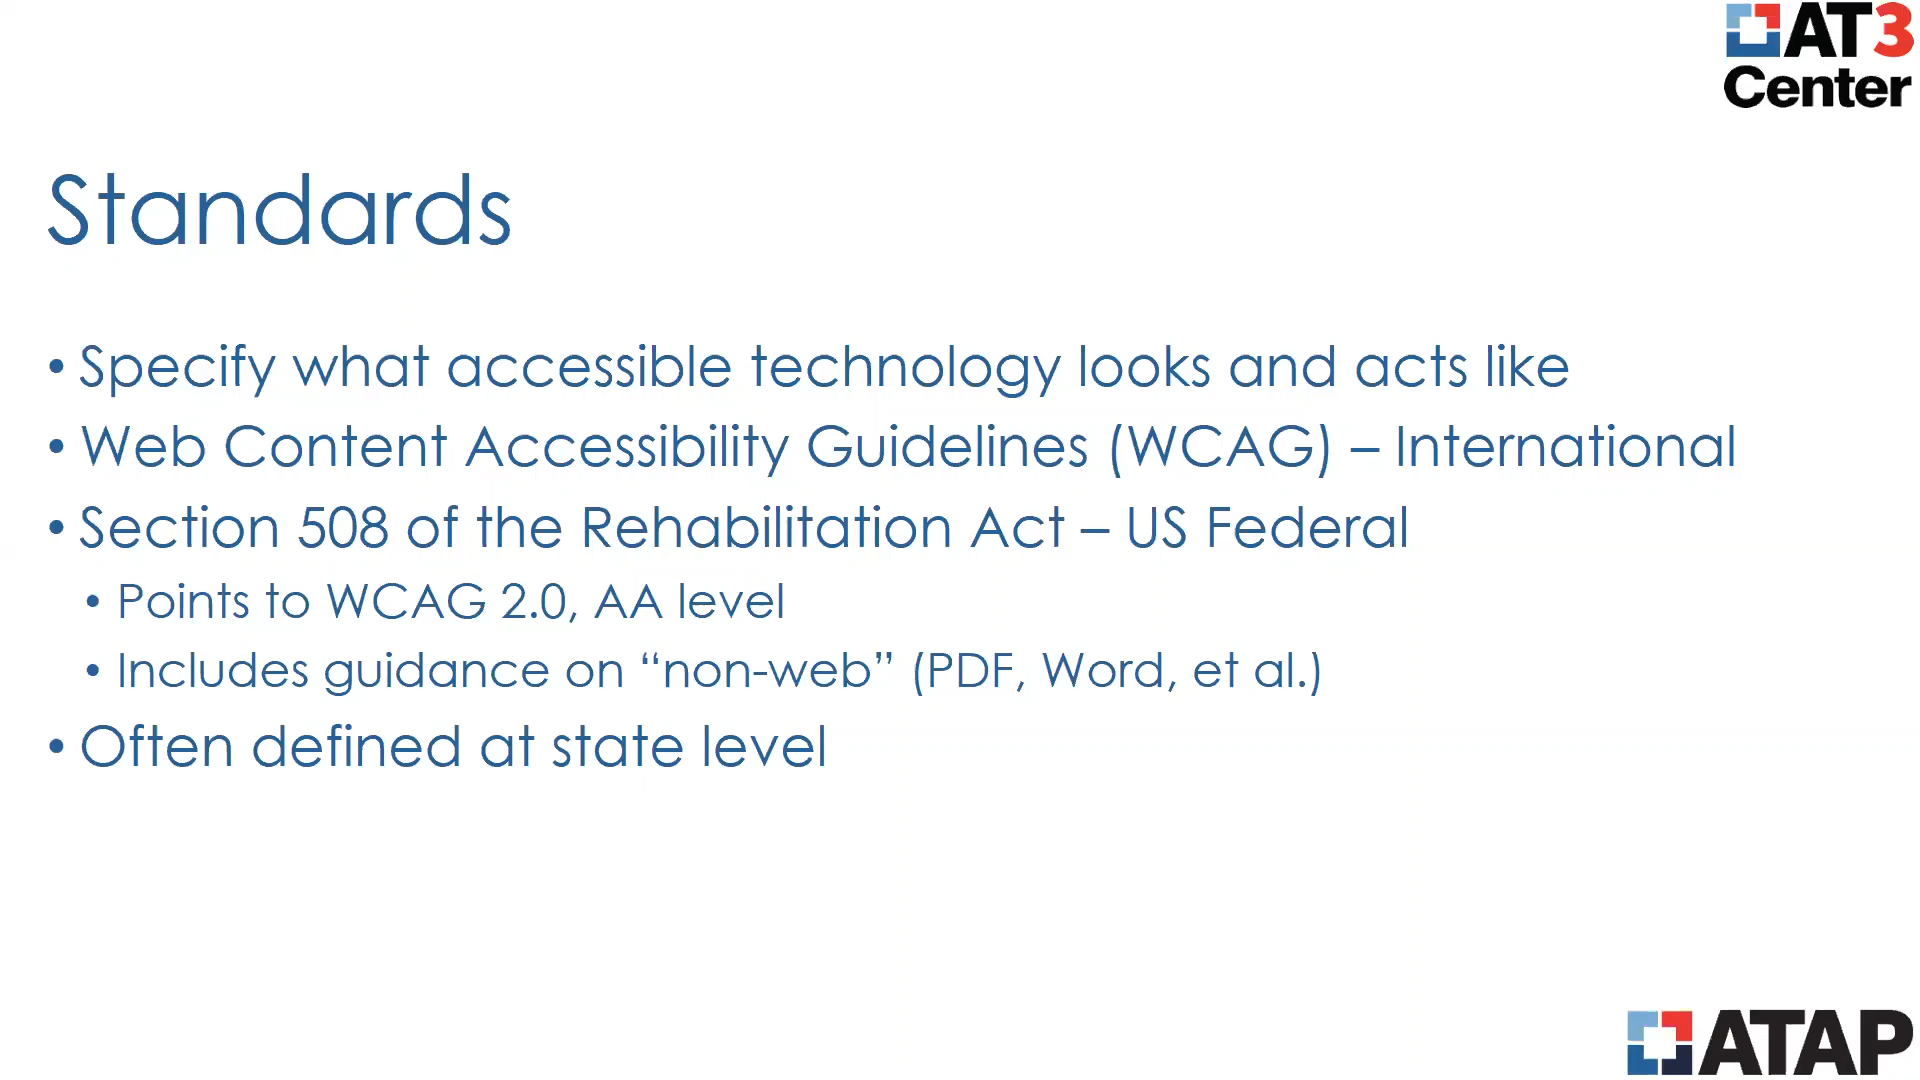 AT3
Center
Standards
• Specify what accessible technology looks and acts like
• Web Content Accessibility Guidelines (WCAG) – International
• Section 508 of the Rehabilitation Act – US Federal
• Points to WCAG 2.0, AA level
• Includes guidance on “non-web” (PDF, Word, et al.)
• Often defined at state level
ATAP